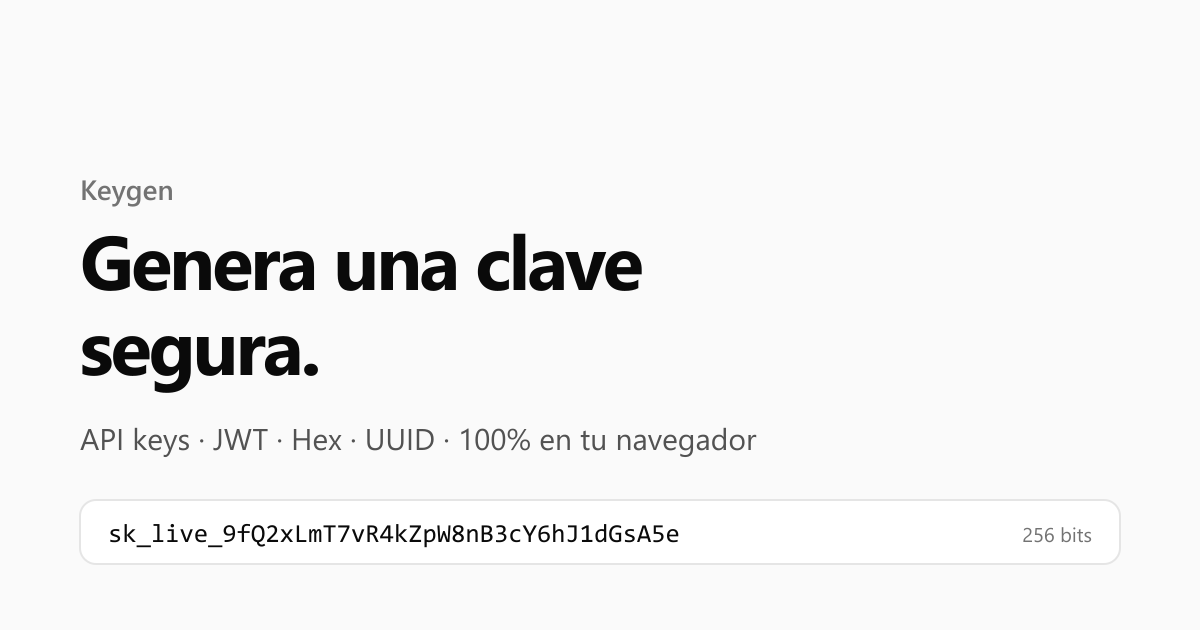 Keygen
Genera una clave
segura.
API keys · JWT · Hex · UUID · 100% en tu navegador
sk_live_9fQ2xLmT7vR4kZpW8nB3cY6hJ1dGsA5e
256 bits